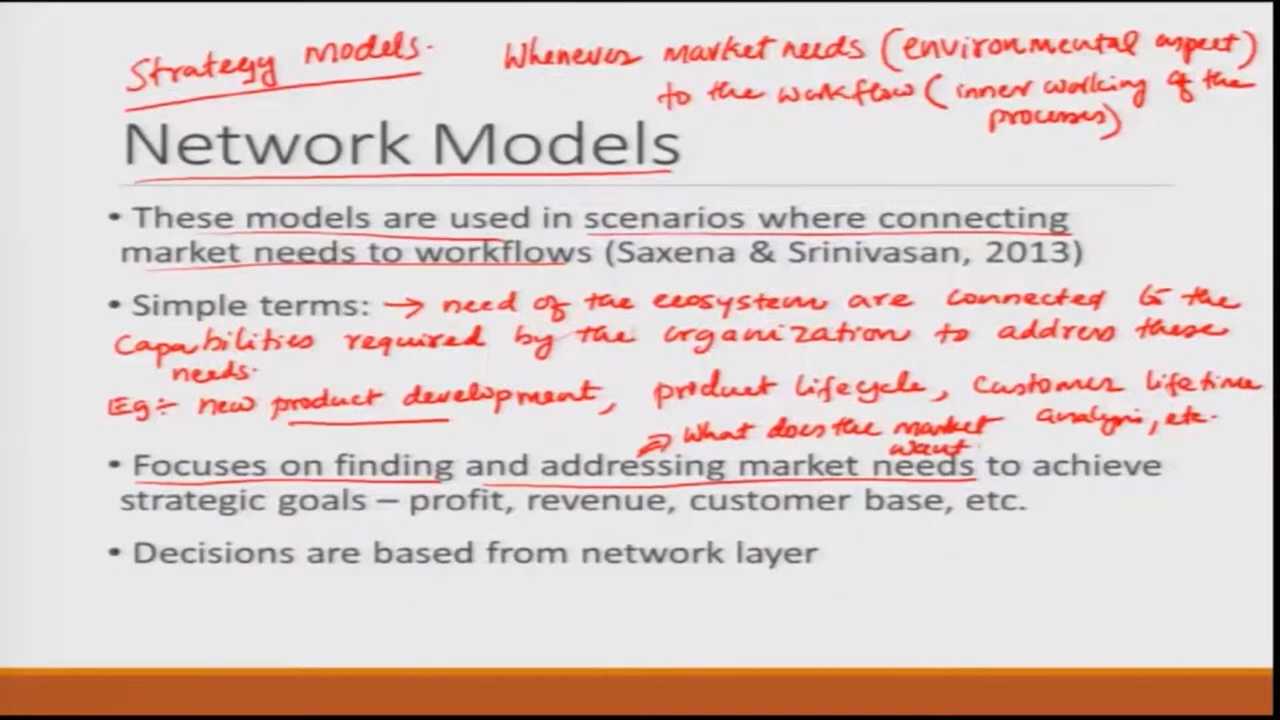 Strategy models. Whenever market needs (environmental aspect)
to the workflow (inner working of the
processes)
Network Models
• These models are used in scenarios where connecting
market needs to workflows (Saxena & Srinivasan, 2013)
• Simple terms: → need of the ecosystem are connected to the
capabilities required by the organization to address these
needs.
Eg:- new product development, product lifecycle, customer lifetime
analysis, etc.
→ what does the market
want
• Focuses on finding and addressing market needs to achieve
strategic goals – profit, revenue, customer base, etc.
• Decisions are based from network layer